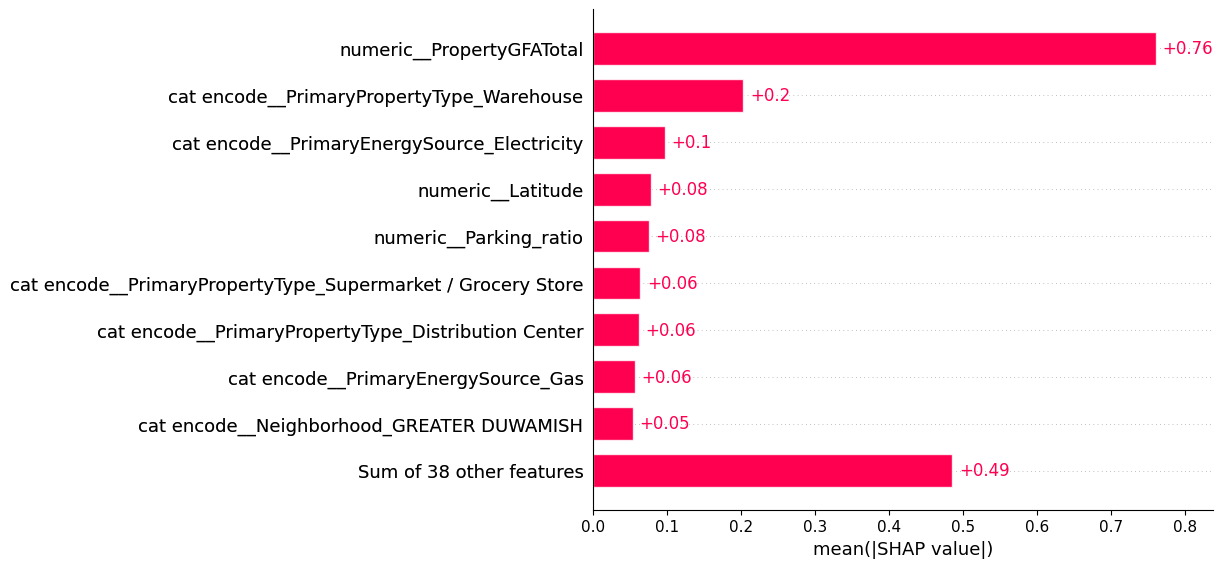 numeric__PropertyGFATotal +0.76
cat encode__PrimaryPropertyType_Warehouse +0.2
cat encode__PrimaryEnergySource_Electricity +0.1
numeric__Latitude +0.08
numeric__Parking_ratio +0.08
cat encode__PrimaryPropertyType_Supermarket / Grocery Store +0.06
cat encode__PrimaryPropertyType_Distribution Center +0.06
cat encode__PrimaryEnergySource_Gas +0.06
cat encode__Neighborhood_GREATER DUWAMISH +0.05
Sum of 38 other features +0.49
0.0 0.1 0.2 0.3 0.4 0.5 0.6 0.7 0.8
mean(|SHAP value|)